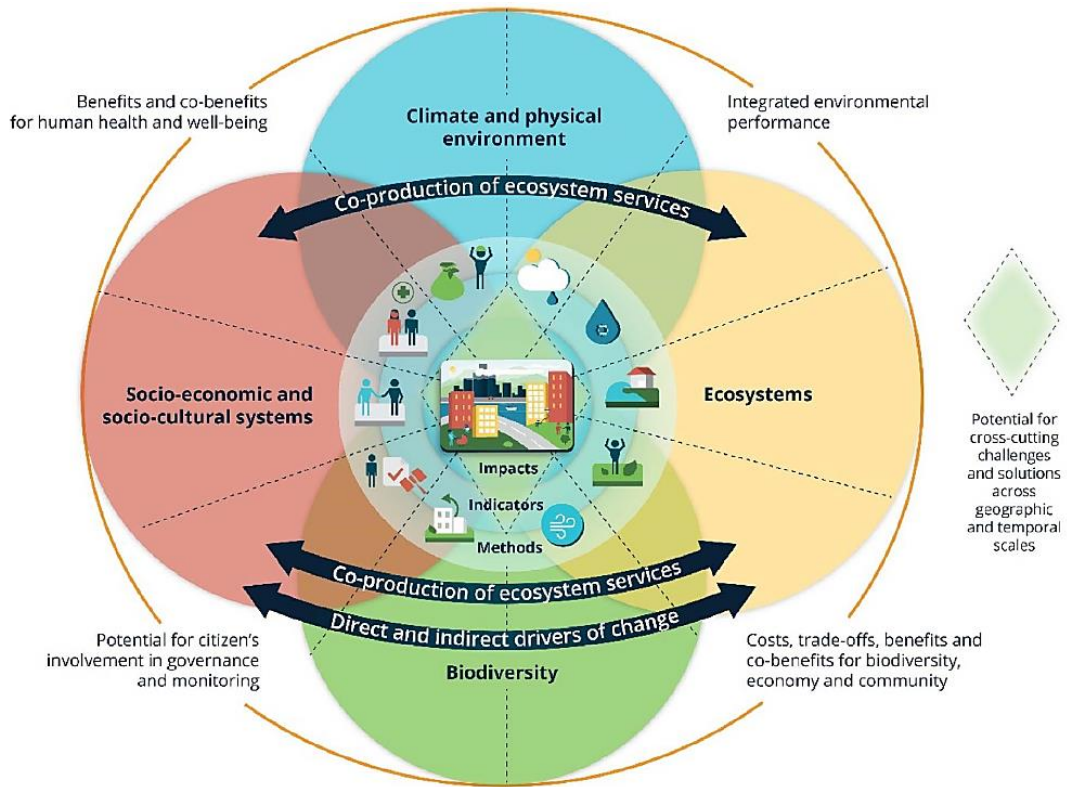 Benefits and co-benefits
for human health and well-being
Climate and physical
environment
Integrated environmental
performance
Co-production of ecosystem services
Socio-economic and
socio-cultural systems
Ecosystems
Potential for
cross-cutting
challenges
and solutions
across
geographic
and temporal
scales
Impacts
Indicators
Methods
Co-production of ecosystem services
Direct and indirect drivers of change
Biodiversity
Potential for citizen's
involvement in governance
and monitoring
Costs, trade-offs, benefits and
co-benefits for biodiversity,
economy and community